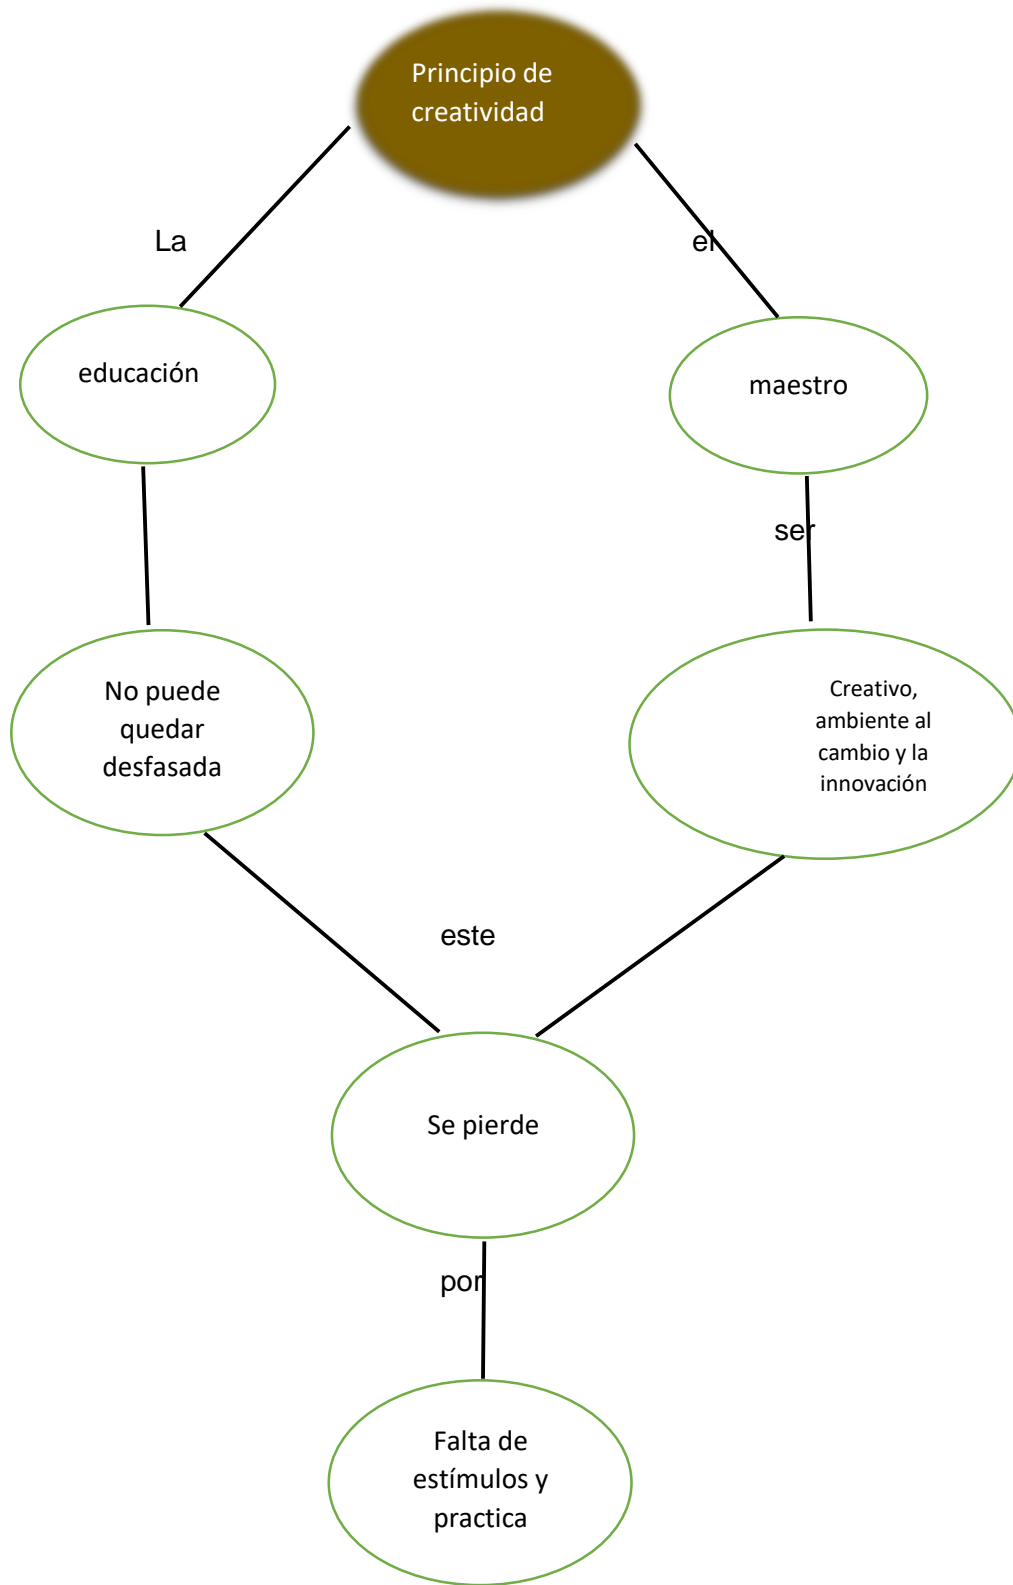 Principio de
creatividad
La
el
educación
maestro
ser
No puede
quedar
desfasada
Creativo,
ambiente al
cambio y la
innovación
este
Se pierde
por
Falta de
estímulos y
practica